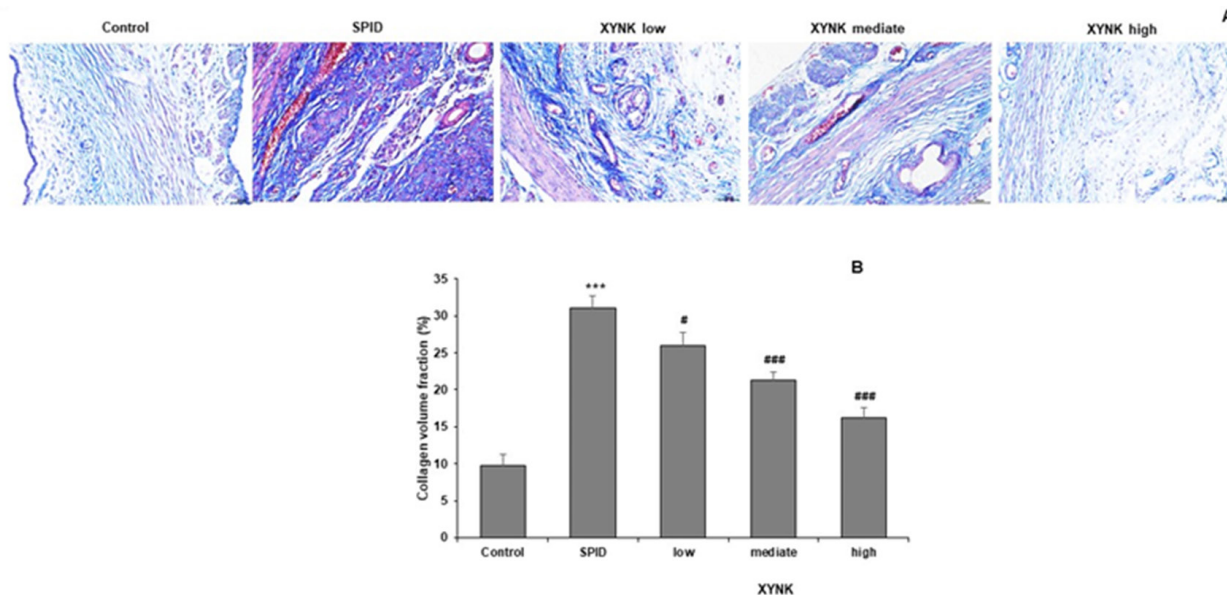 Control SPID XYNK low XYNK mediate XYNK high
A
B
Collagen volume fraction (%)
35
30
25
20
15
10
5
0
***
#
###
###
Control SPID low mediate high
XYNK